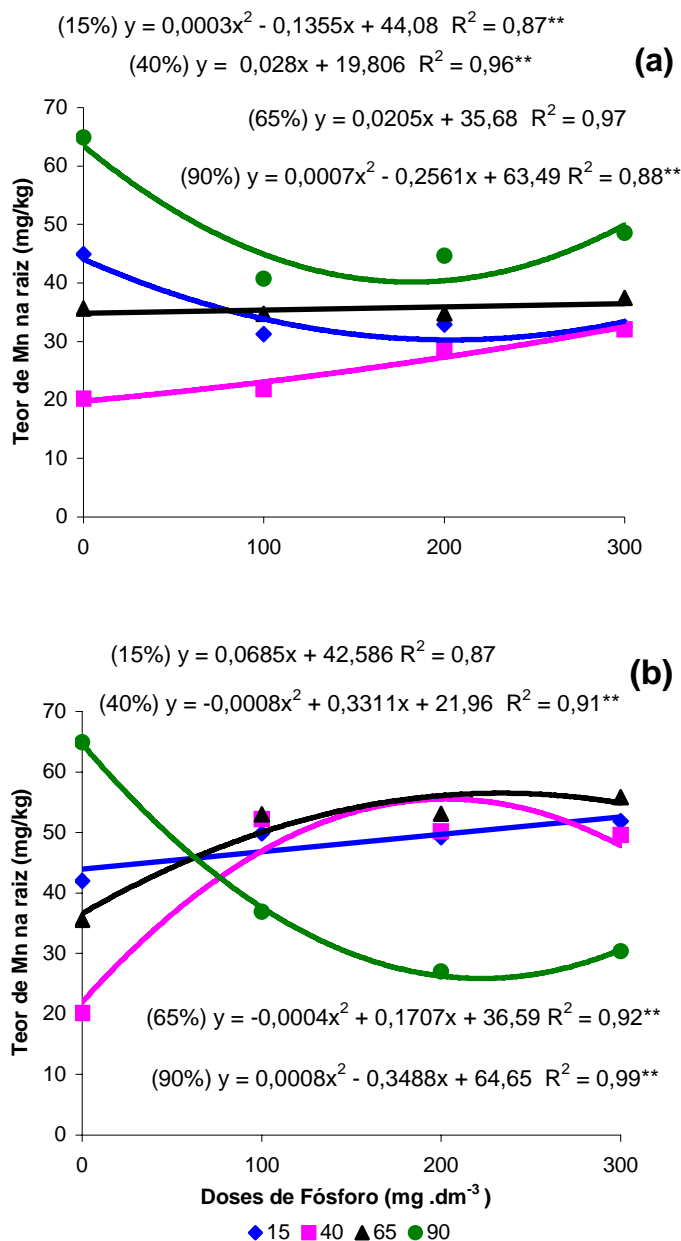 (15%) y = 0,0003x² - 0,1355x + 44,08 R² = 0,87**
(40%) y = 0,028x + 19,806 R² = 0,96**
(a)
(65%) y = 0,0205x + 35,68 R² = 0,97
(90%) y = 0,0007x² - 0,2561x + 63,49 R² = 0,88**
Teor de Mn na raiz (mg/kg)
70
60
50
40
30
20
10
0
0 100 200 300
(15%) y = 0,0685x + 42,586 R² = 0,87
(b)
(40%) y = -0,0008x² + 0,3311x + 21,96 R² = 0,91**
Teor de Mn na raiz (mg/kg)
70
60
50
40
30
20
10
0
(65%) y = -0,0004x² + 0,1707x + 36,59 R² = 0,92**
(90%) y = 0,0008x² - 0,3488x + 64,65 R² = 0,99**
0 100 200 300
Doses de Fósforo (mg .dm⁻³ )
15 40 65 90